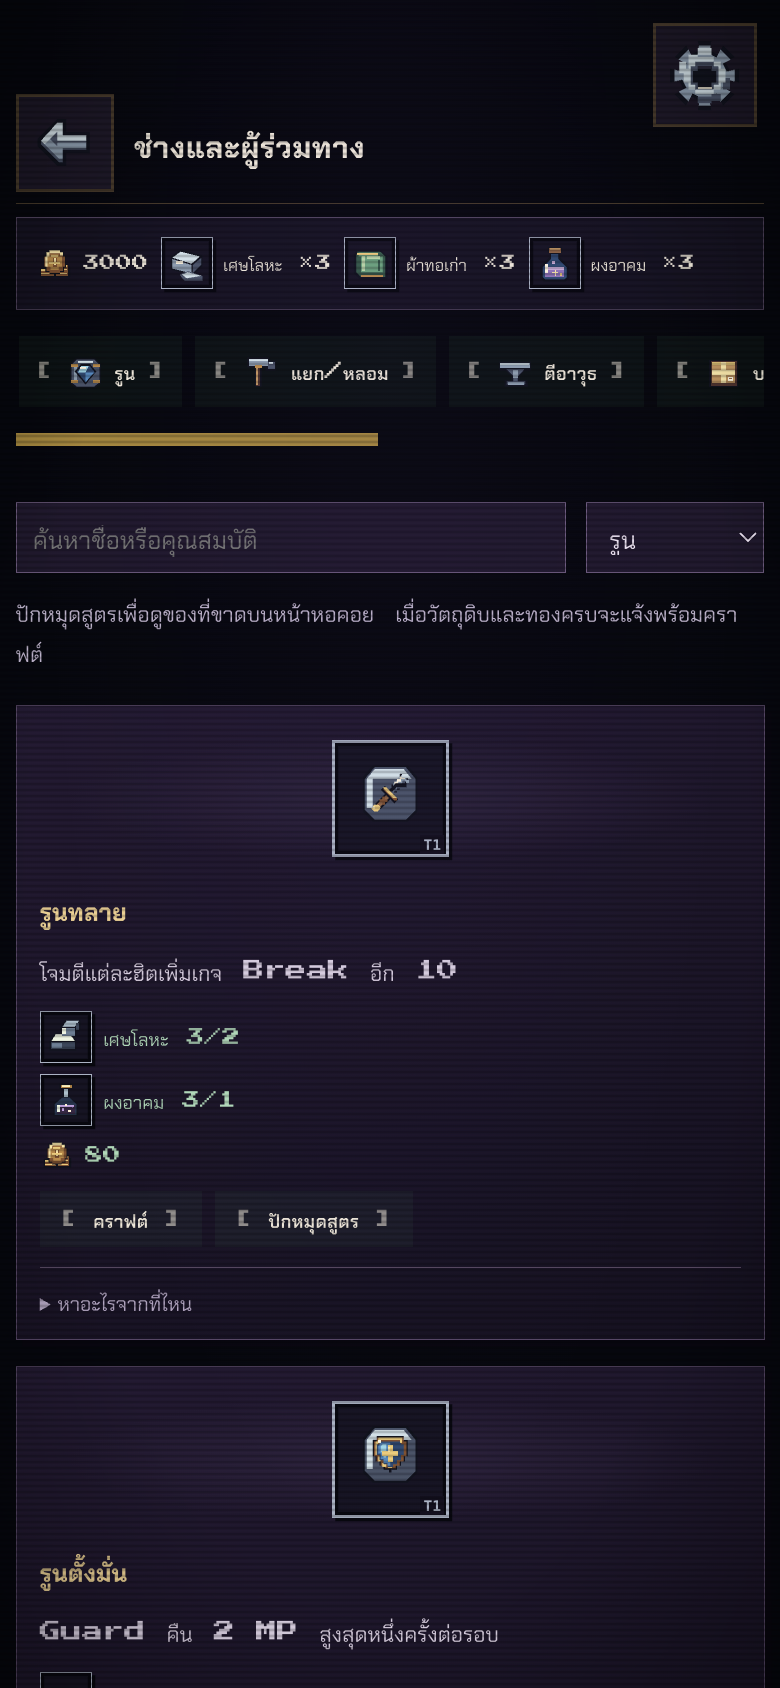 ช่างและผู้ร่วมทาง
3000 เศษโลหะ ×3 ผ้าทอเก่า ×3 ผงอาคม ×3
[ รูน ] [ แยก/หลอม ] [ ตีอาวุธ ] [
ค้นหาชื่อหรือคุณสมบัติ รูน
ปักหมุดสูตรเพื่อดูของที่ขาดบนหน้าหอคอย เมื่อวัตถุดิบและทองครบจะแจ้งพร้อมครา
ฟต์
T1
รูนทลาย
โจมตีแต่ละฮิตเพิ่มเกจ Break อีก 10
เศษโลหะ 3/2
ผงอาคม 3/1
80
[ คราฟต์ ] [ ปักหมุดสูตร ]
▶ หาอะไรจากที่ไหน
T1
รูนตั้งมั่น
Guard คืน 2 MP สูงสุดหนึ่งครั้งต่อรอบ